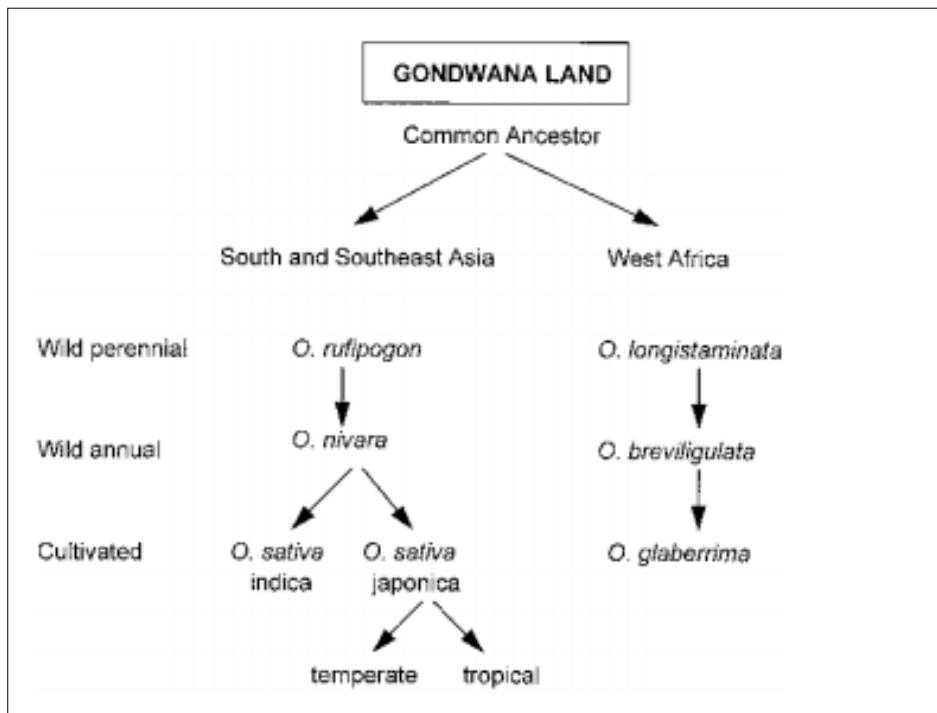 GONDWANA LAND
Common Ancestor
South and Southeast Asia West Africa
Wild perennial O. rufipogon O. longistaminata
Wild annual O. nivara O. breviligulata
Cultivated O. sativa O. sativa O. glaberrima
indica japonica
temperate tropical